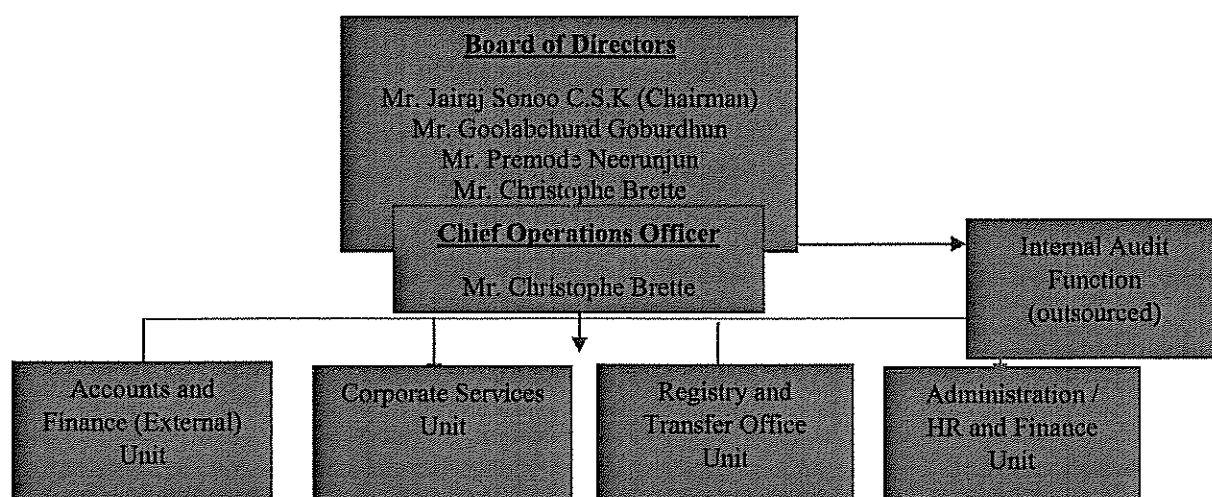 Board of Directors
Mr. Jairaj Sonoo C.S.K (Chairman)
Mr. Goolabchund Goburdhun
Mr. Premode Neerunjun
Mr. Christophe Brette
Chief Operations Officer
Mr. Christophe Brette
Internal Audit
Function
(outsourced)
Accounts and
Finance (External)
Unit
Corporate Services
Unit
Registry and
Transfer Office
Unit
Administration /
HR and Finance
Unit